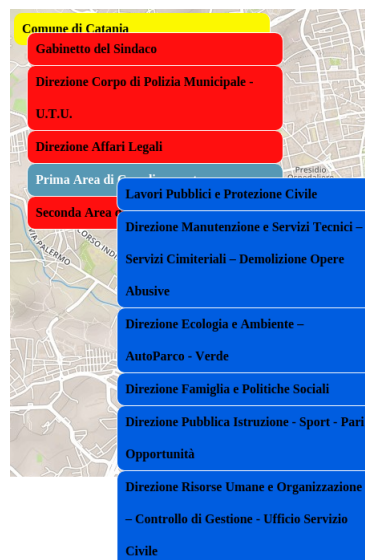 Comune di Catania
Gabinetto del Sindaco
Direzione Corpo di Polizia Municipale -
U.T.U.
Direzione Affari Legali
Prima Area di
Seconda Area
Lavori Pubblici e Protezione Civile
Direzione Manutenzione e Servizi Tecnici –
Servizi Cimiteriali – Demolizione Opere
Abusive
Direzione Ecologia e Ambiente –
AutoParco - Verde
Direzione Famiglia e Politiche Sociali
Direzione Pubblica Istruzione - Sport - Pari
Opportunità
Direzione Risorse Umane e Organizzazione
– Controllo di Gestione - Ufficio Servizio
Civile
Presidio
VIA PALERMO
CORSO